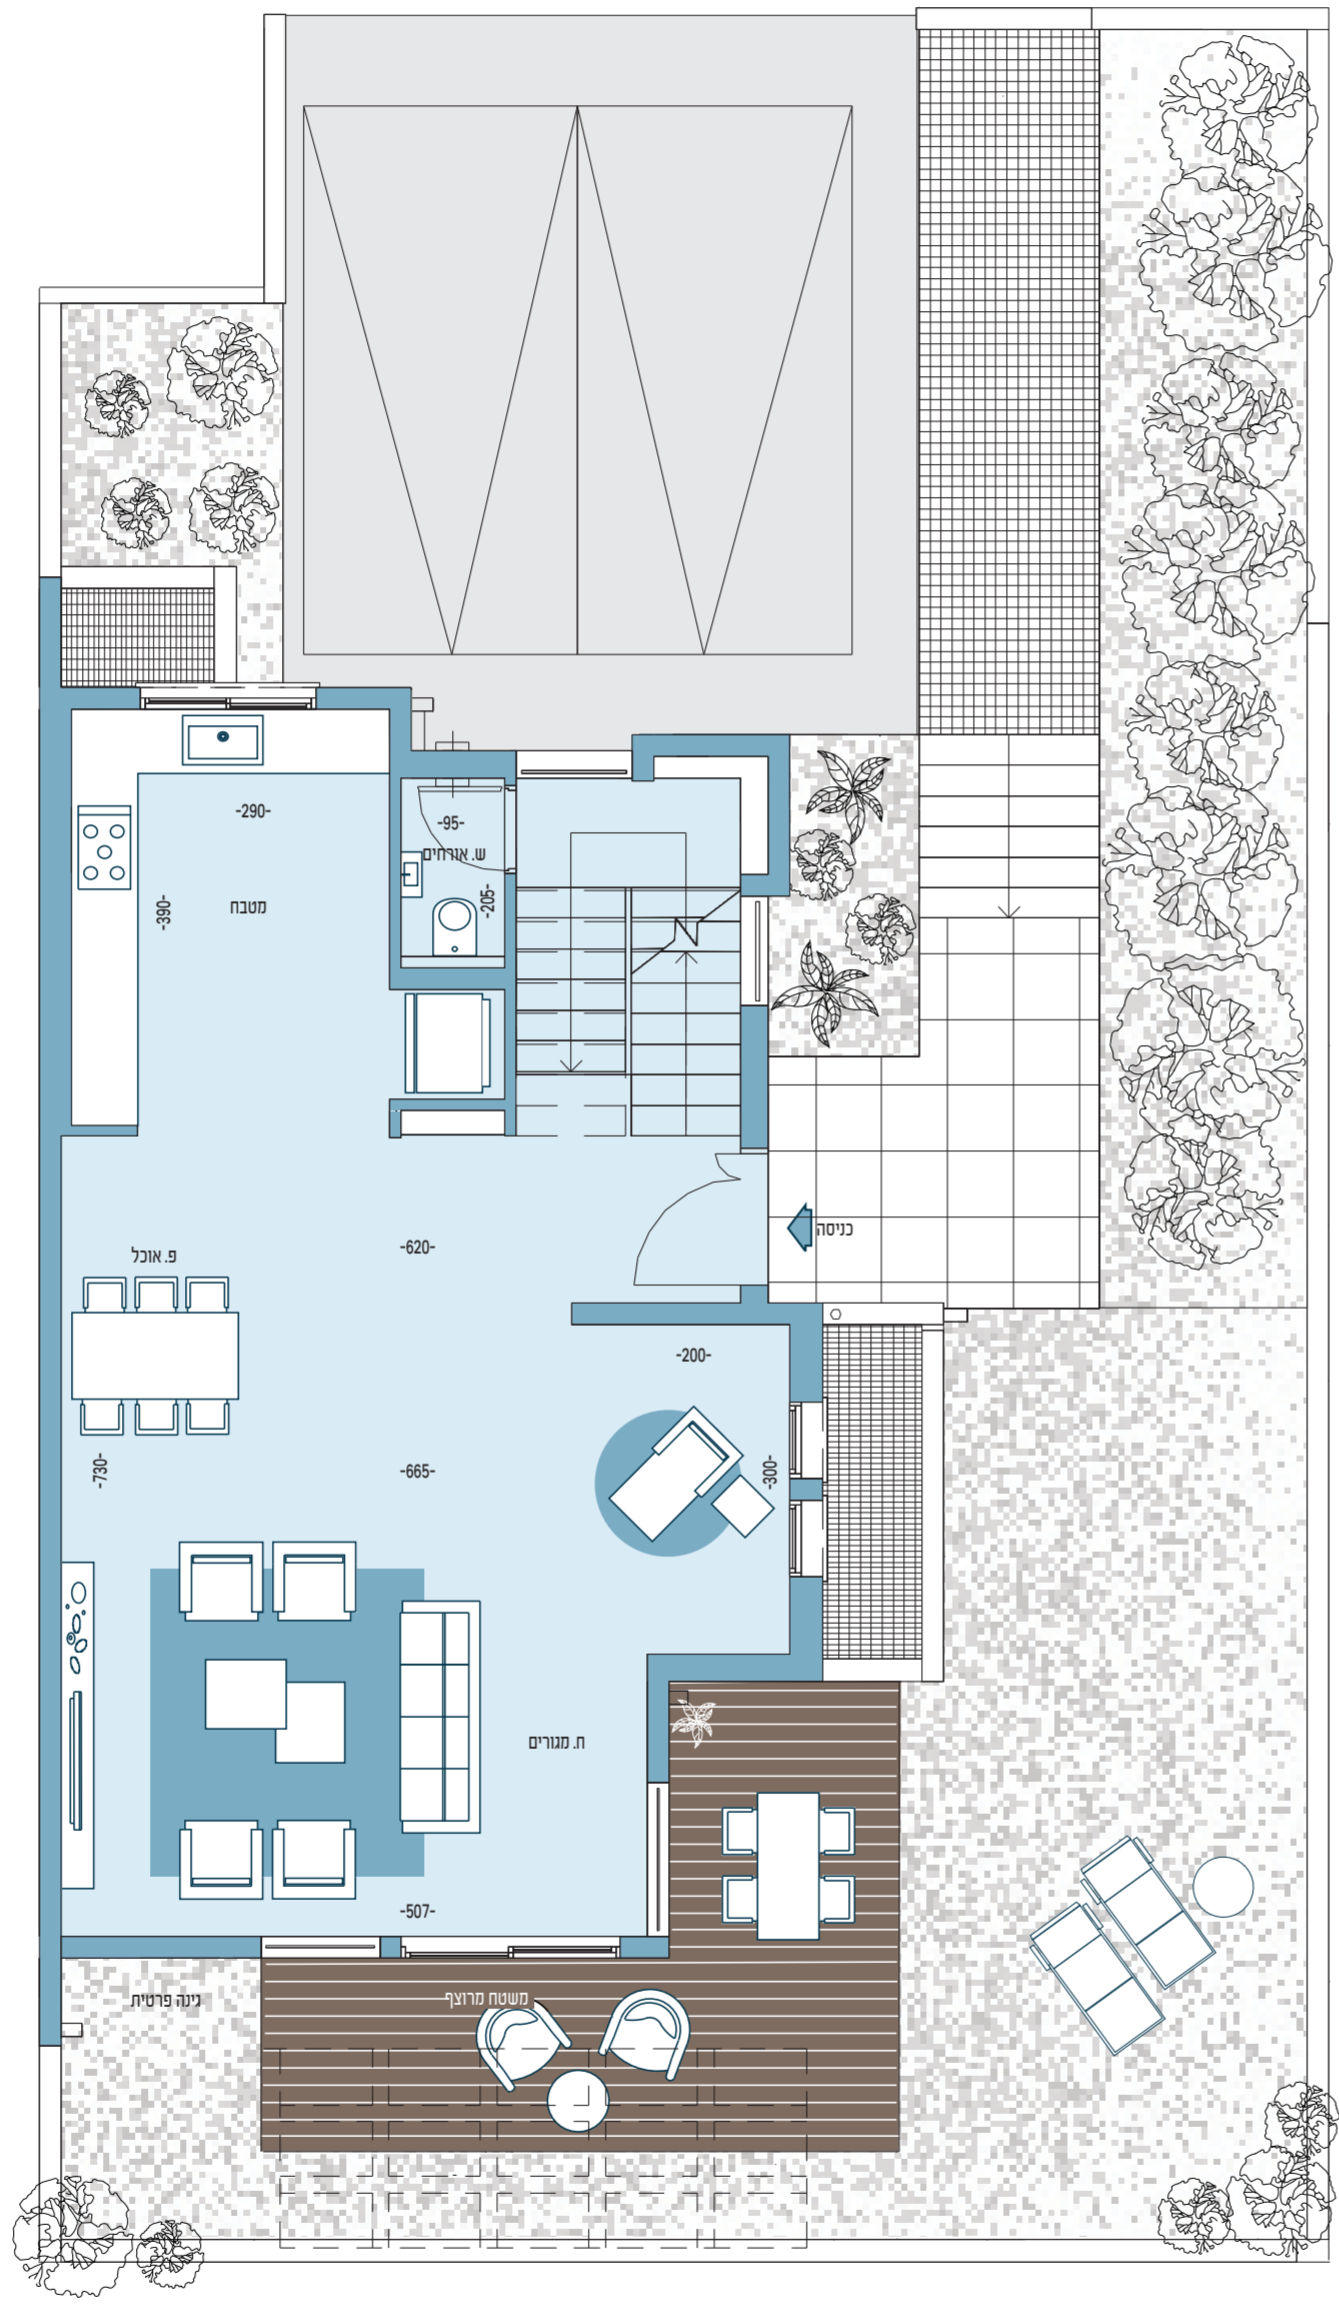 -290-
-95-
ש. אורחים
-205-
-390-
מטבח
כניסה
-620-
פ. אוכל
-200-
-730-
-665-
-300-
ח. מגורים
-507-
משטח מרוצף
גינה פרטית